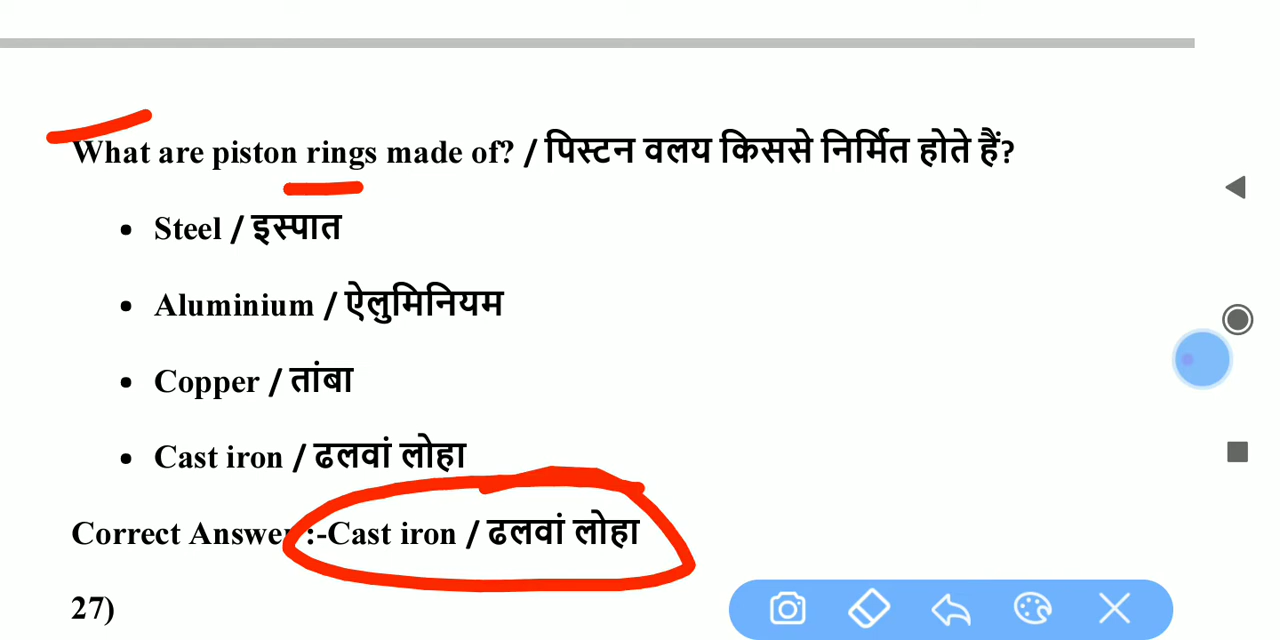 What are piston rings made of? / पिस्टन वलय किससे निर्मित होते हैं?
• Steel / इस्पात
• Aluminium / ऐलुमिनियम
• Copper / तांबा
• Cast iron / ढलवां लोहा
Correct Answer :-Cast iron / ढलवां लोहा
27)